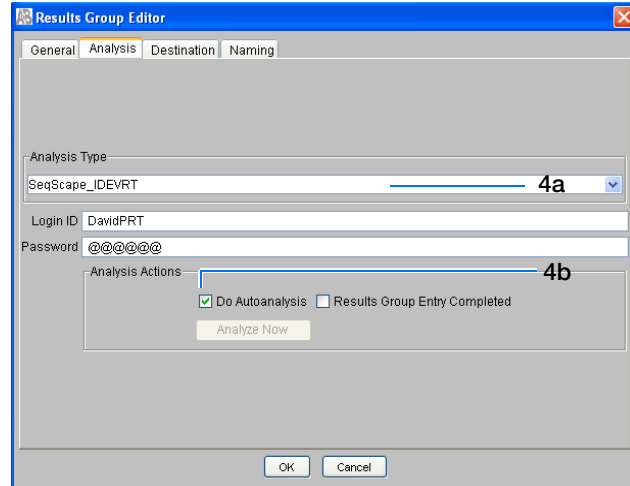 Results Group Editor
General Analysis Destination Naming
Analysis Type
SeqScape_IDEVRT 4a
Login ID DavidPRT
Password @@@@@@
Analysis Actions 4b
Do Autoanalysis Results Group Entry Completed
Analyze Now
OK Cancel